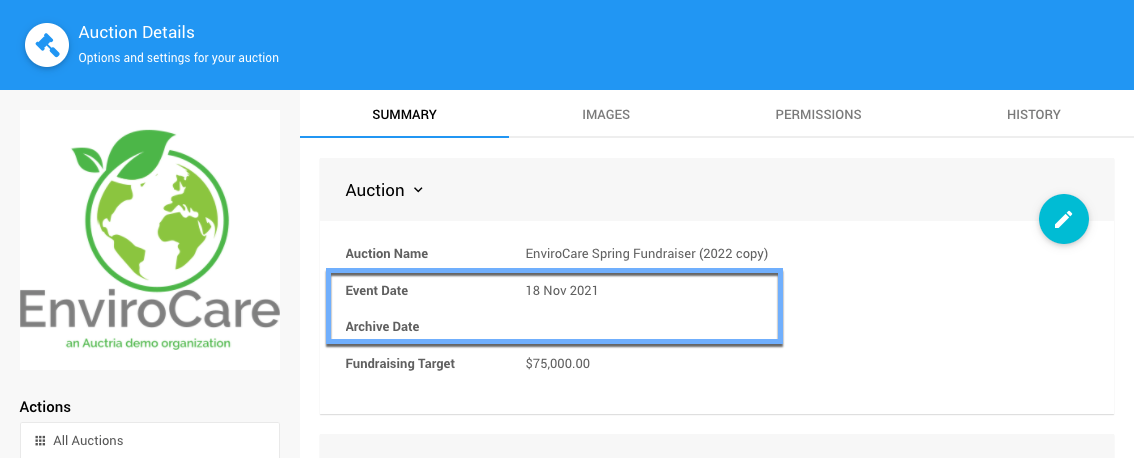 Auction Details
Options and settings for your auction
SUMMARY IMAGES PERMISSIONS HISTORY
EnviroCare
an Auctria demo organization
Auction
Auction Name EnviroCare Spring Fundraiser (2022 copy)
Event Date 18 Nov 2021
Archive Date
Fundraising Target $75,000.00
Actions
All Auctions